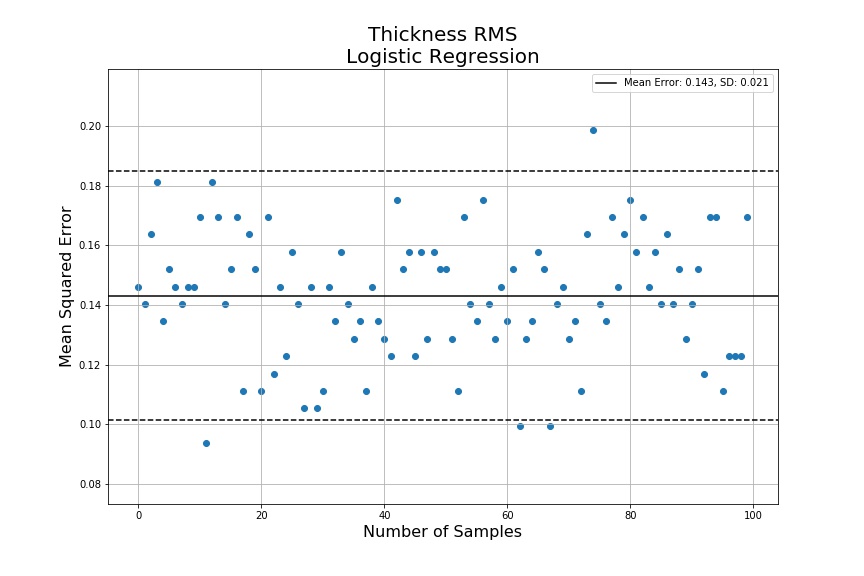 Thickness RMS
Logistic Regression
Mean Error: 0.143, SD: 0.021
Mean Squared Error
0.20
0.18
0.16
0.14
0.12
0.10
0.08
0
20
40
60
80
100
Number of Samples